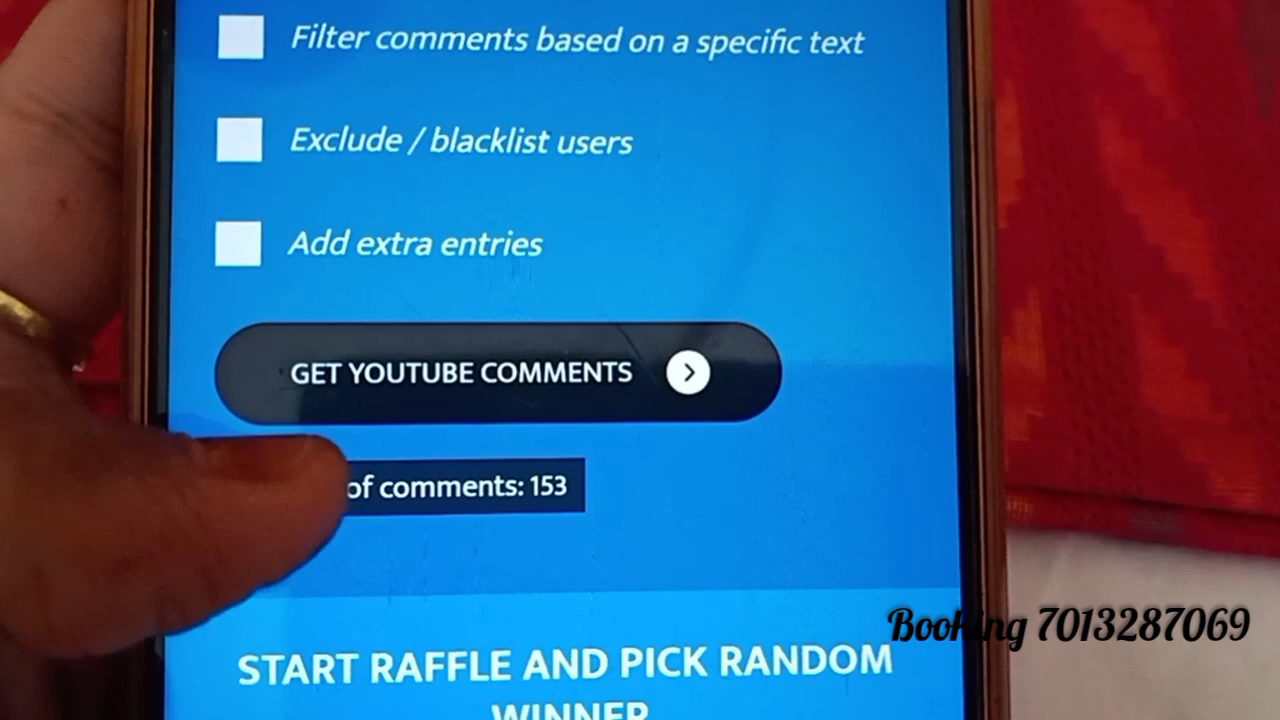 Filter comments based on a specific text
Exclude / blacklist users
Add extra entries
GET YOUTUBE COMMENTS
of comments: 153
Booking 7013287069
START RAFFLE AND PICK RANDOM
WINNER